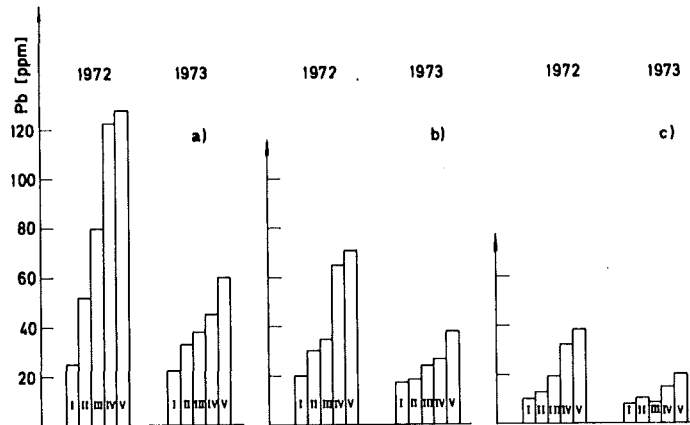 Pb [ppm]
1972 1973 1972 1973 1972 1973
a) b) c)
120
100
80
60
40
20
I II III IV V I II III IV V I II III IV V I II III IV V I II III IV V I II III IV V